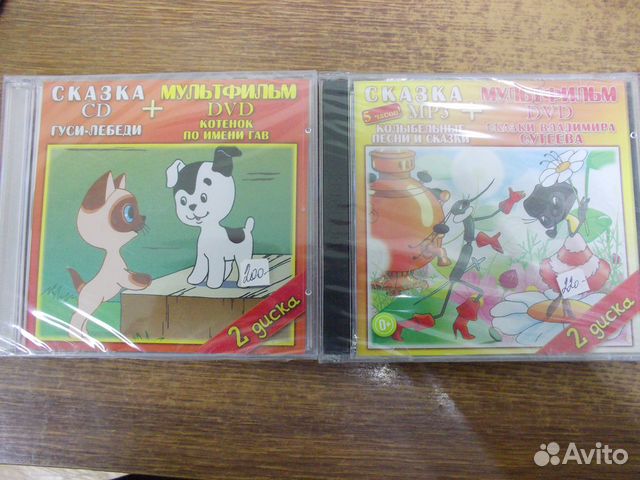 СКАЗКА + МУЛЬТФИЛЬМ
CD DVD
ГУСИ-ЛЕБЕДИ КОТЕНОК
ПО ИМЕНИ ГАВ
200-
2 диска
СКАЗКА + МУЛЬТФИЛЬМ
5 часов MP3 DVD
КОЛЫБЕЛЬНЫЕ СКАЗКИ ВЛАДИМИРА
ПЕСНИ И СКАЗКИ СУТЕЕВА
220-
0+
2 диска
Avito